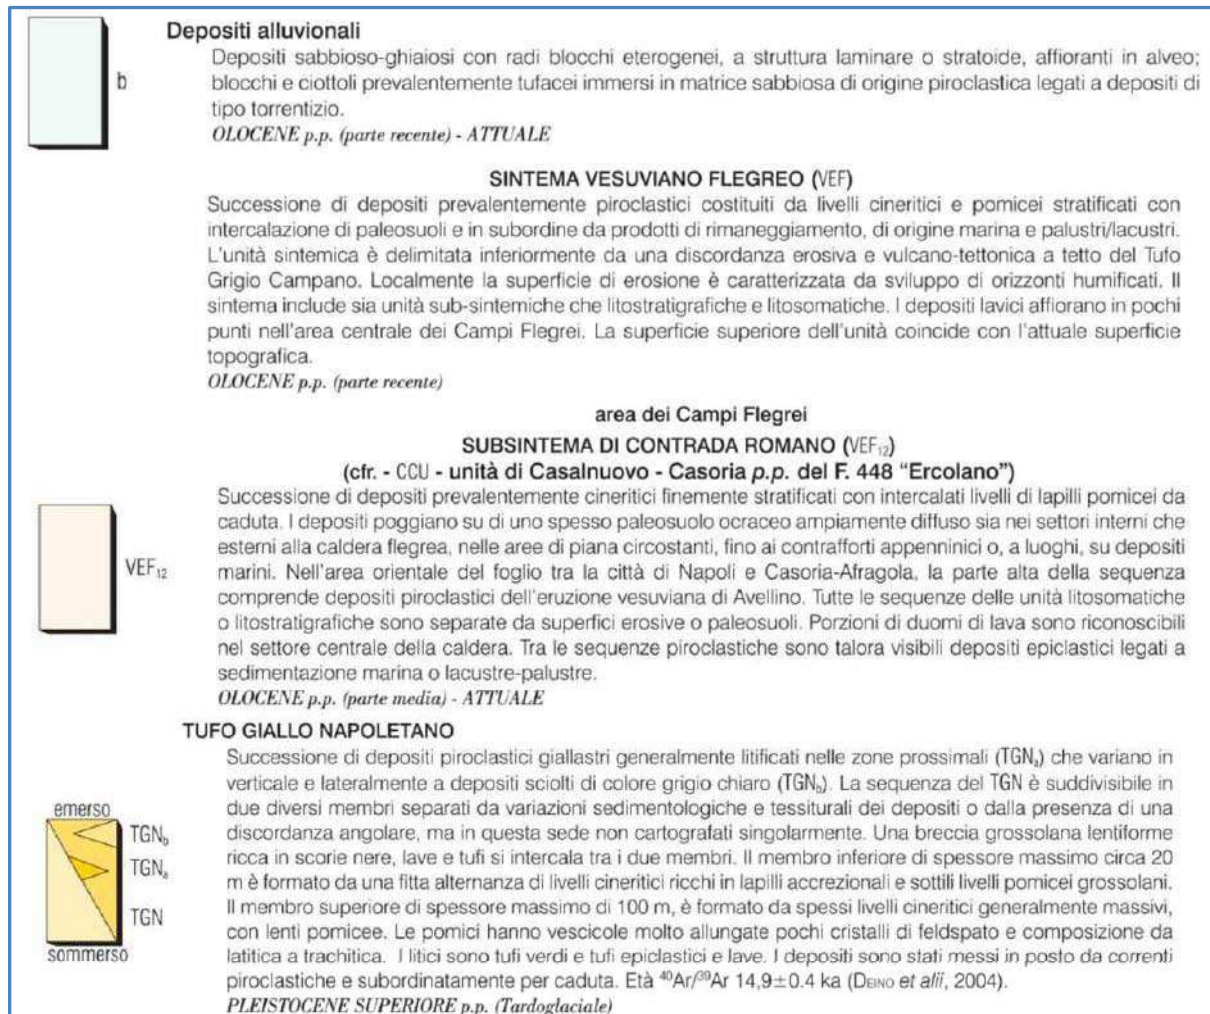 Depositi alluvionali
Depositi sabbioso-ghiaiosi con radi blocchi eterogenei, a struttura laminare o stratoide, affioranti in alveo;
b
blocchi e ciottoli prevalentemente tufacei immersi in matrice sabbiosa di origine piroclastica legati a depositi di
tipo torrentizio.
OLOCENE p.p. (parte recente) - ATTUALE
SINTEMA VESUVIANO FLEGREO (VEF)
Successione di depositi prevalentemente piroclastici costituiti da livelli cineritici e pomicei stratificati con
intercalazione di paleosuoli e in subordine da prodotti di rimaneggiamento, di origine marina e palustri/lacustri.
L'unità sintemica è delimitata inferiormente da una discordanza erosiva e vulcano-tettonica a tetto del Tufo
Grigio Campano. Localmente la superficie di erosione è caratterizzata da sviluppo di orizzonti humificati. Il
sintema include sia unità sub-sintemiche che litostratigrafiche e litosomatiche. I depositi lavici affiorano in pochi
punti nell'area centrale dei Campi Flegrei. La superficie superiore dell'unità coincide con l'attuale superficie
topografica.
OLOCENE p.p. (parte recente)
area dei Campi Flegrei
SUBSINTEMA DI CONTRADA ROMANO (VEF₁₂)
(cfr. - CCU - unità di Casalnuovo - Casoria p.p. del F. 448 "Ercolano")
Successione di depositi prevalentemente cineritici finemente stratificati con intercalati livelli di lapilli pomicei da
caduta. I depositi poggiano su di uno spesso paleosuolo ocraceo ampiamente diffuso sia nei settori interni che
esterni alla caldera flegrea, nelle aree di piana circostanti, fino ai contrafforti appenninici o, a luoghi, su depositi
VEF₁₂
marini. Nell'area orientale del foglio tra la città di Napoli e Casoria-Afragola, la parte alta della sequenza
comprende depositi piroclastici dell'eruzione vesuviana di Avellino. Tutte le sequenze delle unità litosomatiche
o litostratigrafiche sono separate da superfici erosive o paleosuoli. Porzioni di duomi di lava sono riconoscibili
nel settore centrale della caldera. Tra le sequenze piroclastiche sono talora visibili depositi epiclastici legati a
sedimentazione marina o lacustre-palustre.
OLOCENE p.p. (parte media) - ATTUALE
TUFO GIALLO NAPOLETANO
Successione di depositi piroclastici giallastri generalmente litificati nelle zone prossimali (TGNₐ) che variano in
verticale e lateralmente a depositi sciolti di colore grigio chiaro (TGN_b). La sequenza del TGN è suddivisibile in
due diversi membri separati da variazioni sedimentologiche e tessiturali dei depositi o dalla presenza di una
discordanza angolare, ma in questa sede non cartografati singolarmente. Una breccia grossolana lentiforme
ricca in scorie nere, lave e tufi si intercala tra i due membri. Il membro inferiore di spessore massimo circa 20
m è formato da una fitta alternanza di livelli cineritici ricchi in lapilli accrezionali e sottili livelli pomicei grossolani.
Il membro superiore di spessore massimo di 100 m, è formato da spessi livelli cineritici generalmente massivi,
con lenti pomicee. Le pomici hanno vescicole molto allungate pochi cristalli di feldspato e composizione da
latitica a trachitica. I litici sono tufi verdi e tufi epiclastici e lave. I depositi sono stati messi in posto da correnti
piroclastiche e subordinatamente per caduta. Età ⁴⁰Ar/³⁹Ar 14,9±0.4 ka (DEINO et alii, 2004).
PLEISTOCENE SUPERIORE p.p. (Tardoglaciale)
emerso
TGN_b
TGNₐ
TGN
sommerso